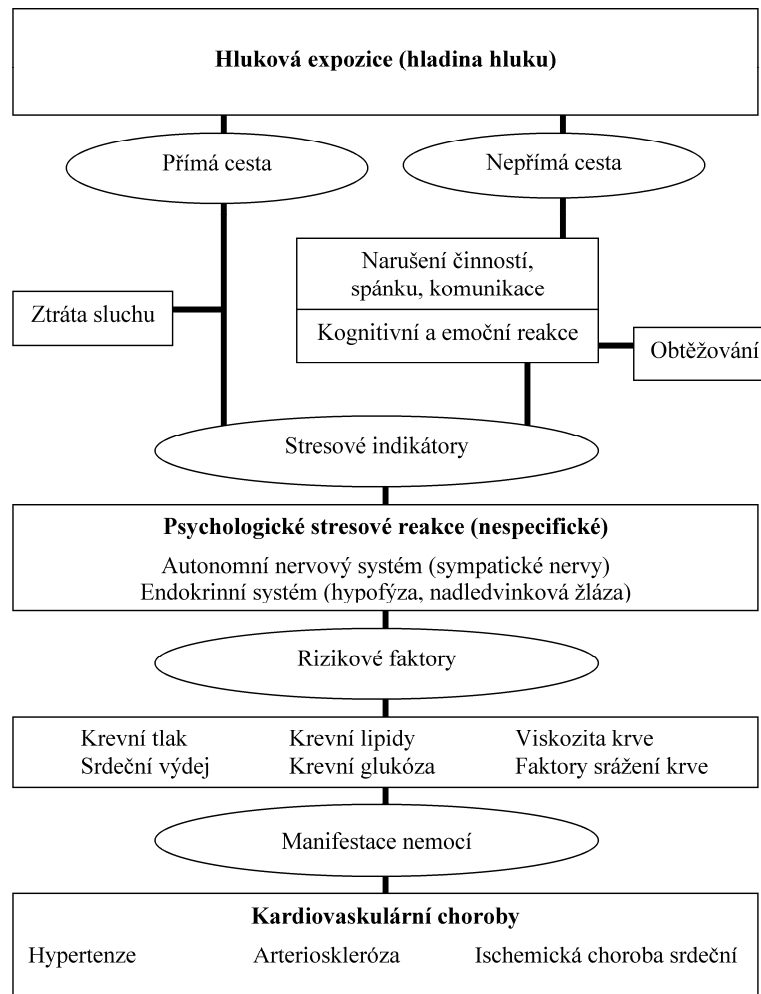 Hluková expozice (hladina hluku)
Přímá cesta
Nepřímá cesta
Narušení činností,
spánku, komunikace
Ztráta sluchu
Kognitivní a emoční reakce
Obtěžování
Stresové indikátory
Psychologické stresové reakce (nespecifické)
Autonomní nervový systém (sympatické nervy)
Endokrinní systém (hypofýza, nadledvinková žláza)
Rizikové faktory
Krevní tlak Krevní lipidy Viskozita krve
Srdeční výdej Krevní glukóza Faktory srážení krve
Manifestace nemocí
Kardiovaskulární choroby
Hypertenze Arterioskleróza Ischemická choroba srdeční